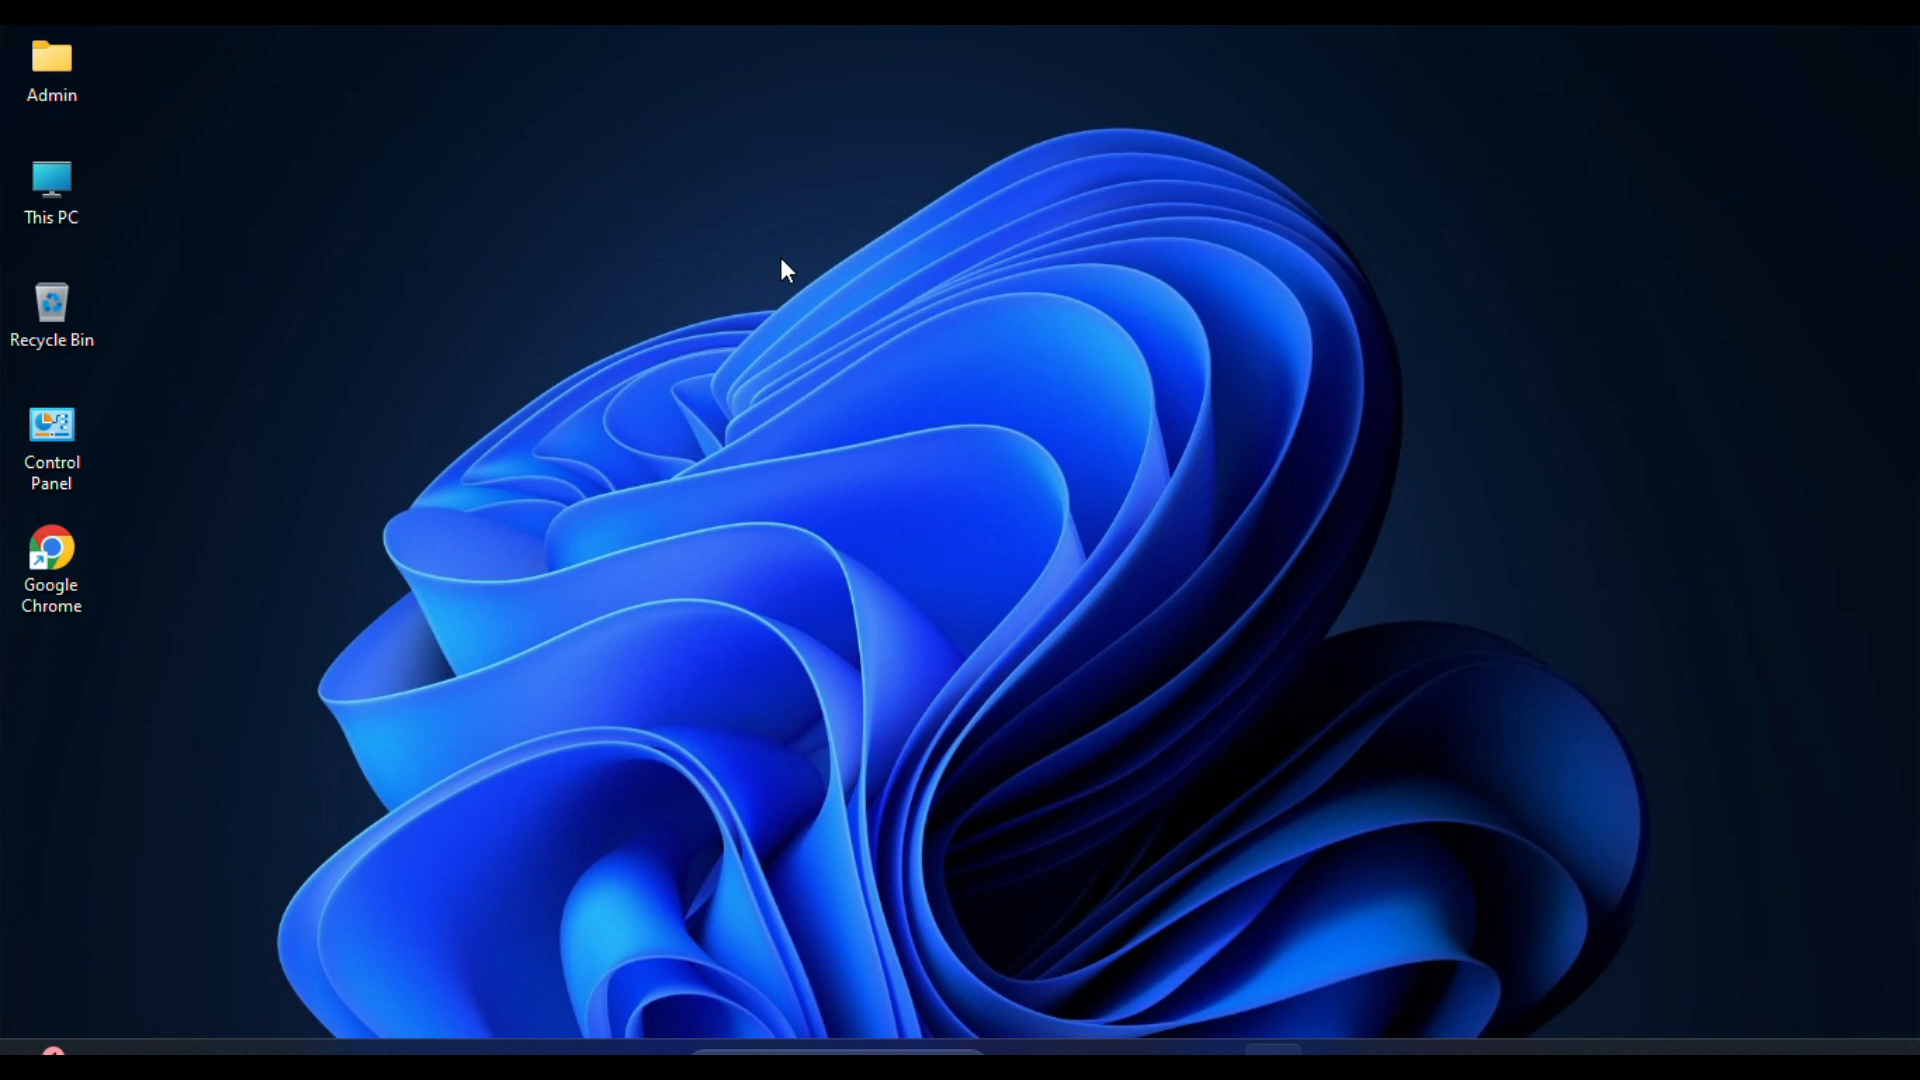 Admin
This PC
Recycle Bin
Control
Panel
Google
Chrome